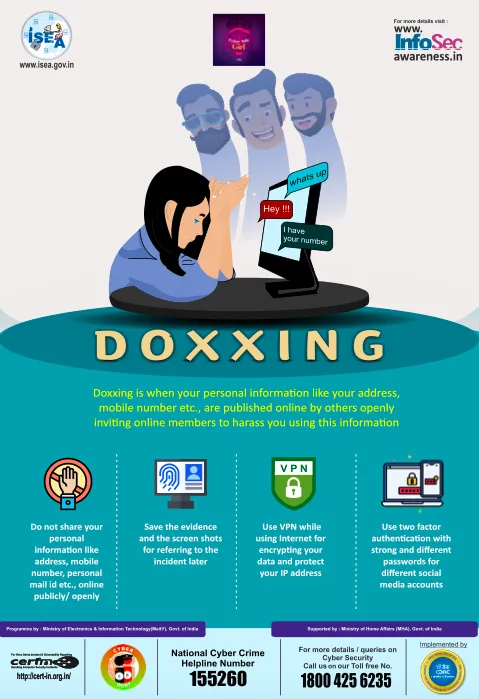 ISEA
www.isea.gov.in
For more details visit :
www.
InfoSec
awareness.in
whats up
Hey !!!
I have
your number
DOXXING
Doxxing is when your personal information like your address,
mobile number etc., are published online by others openly
inviting online members to harass you using this information
VPN
Do not share your
personal
information like
address, mobile
number, personal
mail id etc., online
publicly/ openly
Save the evidence
and the screen shots
for referring to the
incident later
Use VPN while
using Internet for
encrypting your
data and protect
your IP address
Use two factor
authentication with
strong and different
passwords for
different social
media accounts
Programme by : Ministry of Electronics & Information Technology(MeitY), Govt. of India
Supported by : Ministry of Home Affairs (MHA), Govt. of India
http://cert-in.org.in/
CYBER
National Cyber Crime
Helpline Number
155260
For more details / queries on
Cyber Security
Call us on our Toll free No.
1800 425 6235
Implemented by